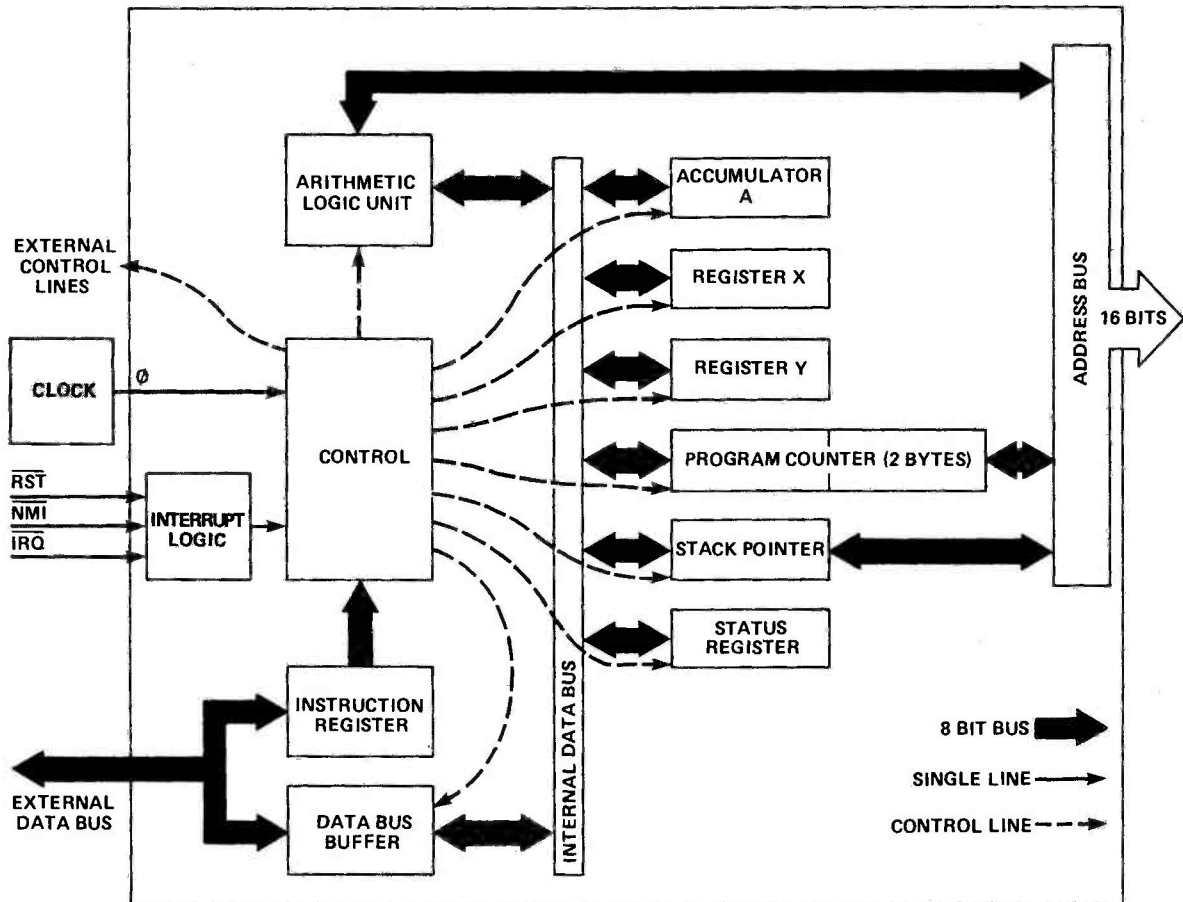 ARITHMETIC
LOGIC UNIT
ACCUMULATOR
A
EXTERNAL
CONTROL
LINES
REGISTER X
CLOCK
Ø
REGISTER Y
CONTROL
PROGRAM COUNTER (2 BYTES)
RST
NMI
IRQ
INTERRUPT
LOGIC
STACK POINTER
STATUS
REGISTER
INSTRUCTION
REGISTER
EXTERNAL
DATA BUS
DATA BUS
BUFFER
INTERNAL DATA BUS
ADDRESS BUS
16 BITS
8 BIT BUS
SINGLE LINE
CONTROL LINE